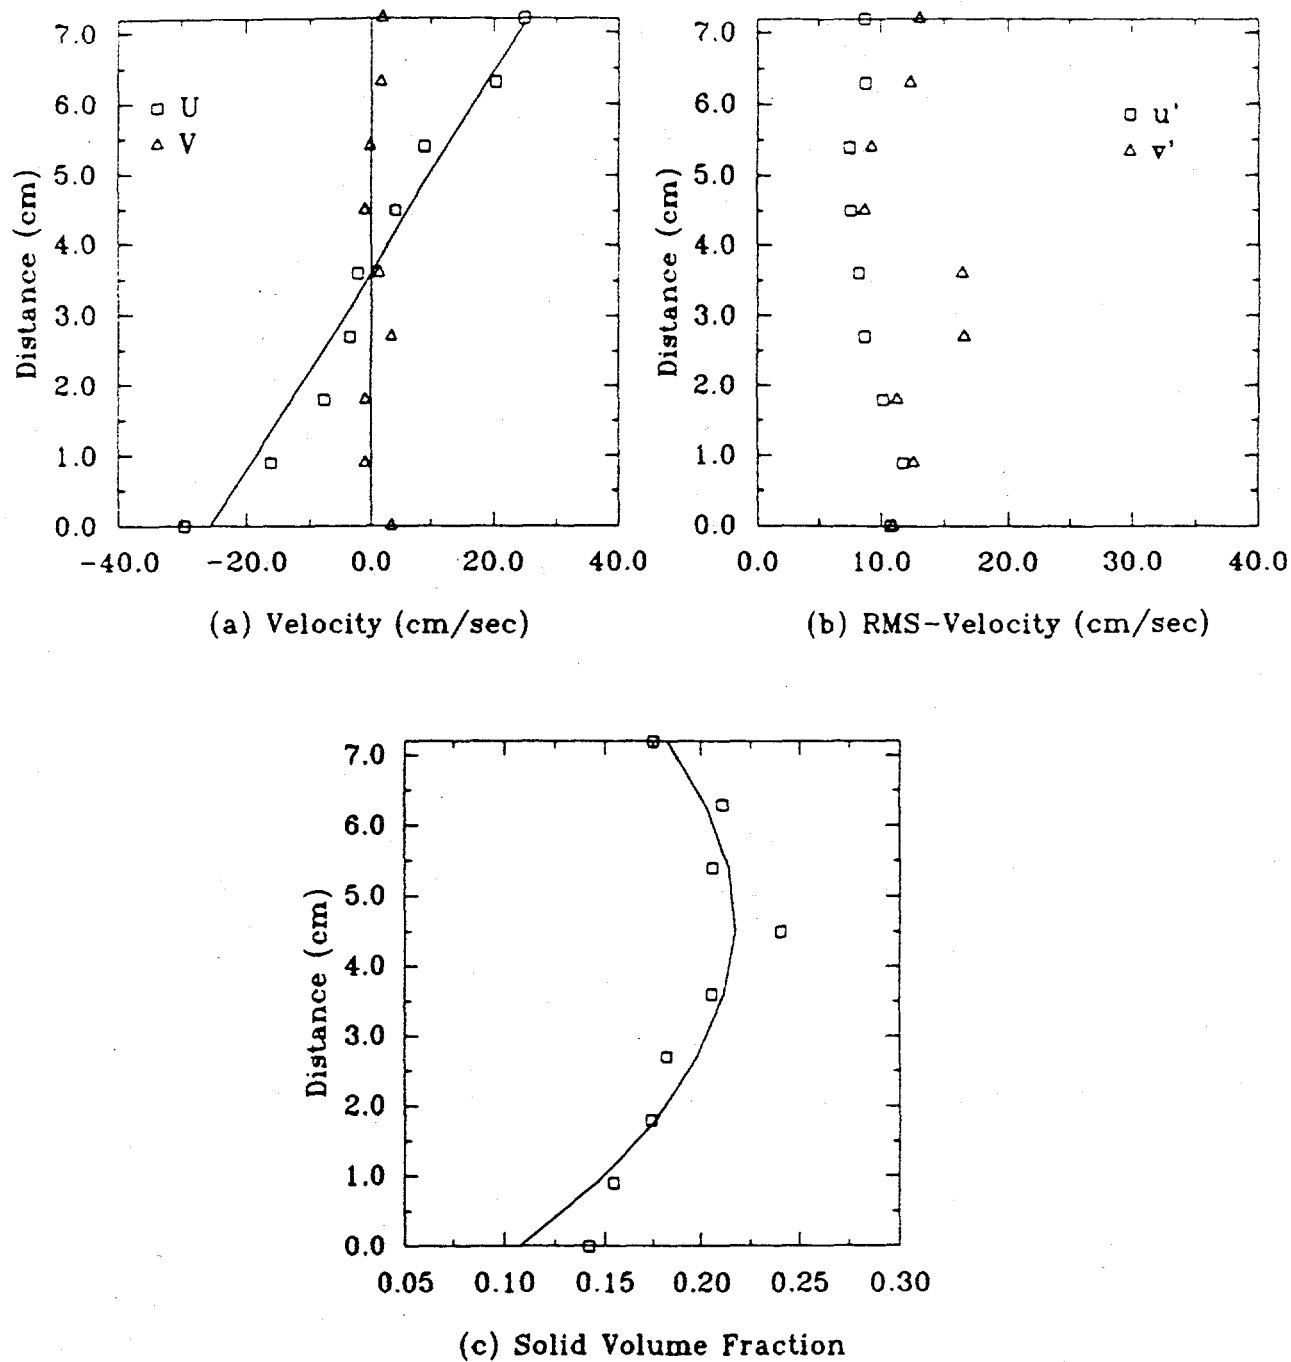 7.0
6.0
5.0
4.0
3.0
2.0
1.0
0.0
Distance (cm)
U
V
-40.0 -20.0 0.0 20.0 40.0
(a) Velocity (cm/sec)
7.0
6.0
5.0
4.0
3.0
2.0
1.0
0.0
Distance (cm)
u'
v'
0.0 10.0 20.0 30.0 40.0
(b) RMS-Velocity (cm/sec)
7.0
6.0
5.0
4.0
3.0
2.0
1.0
0.0
Distance (cm)
0.05 0.10 0.15 0.20 0.25 0.30
(c) Solid Volume Fraction